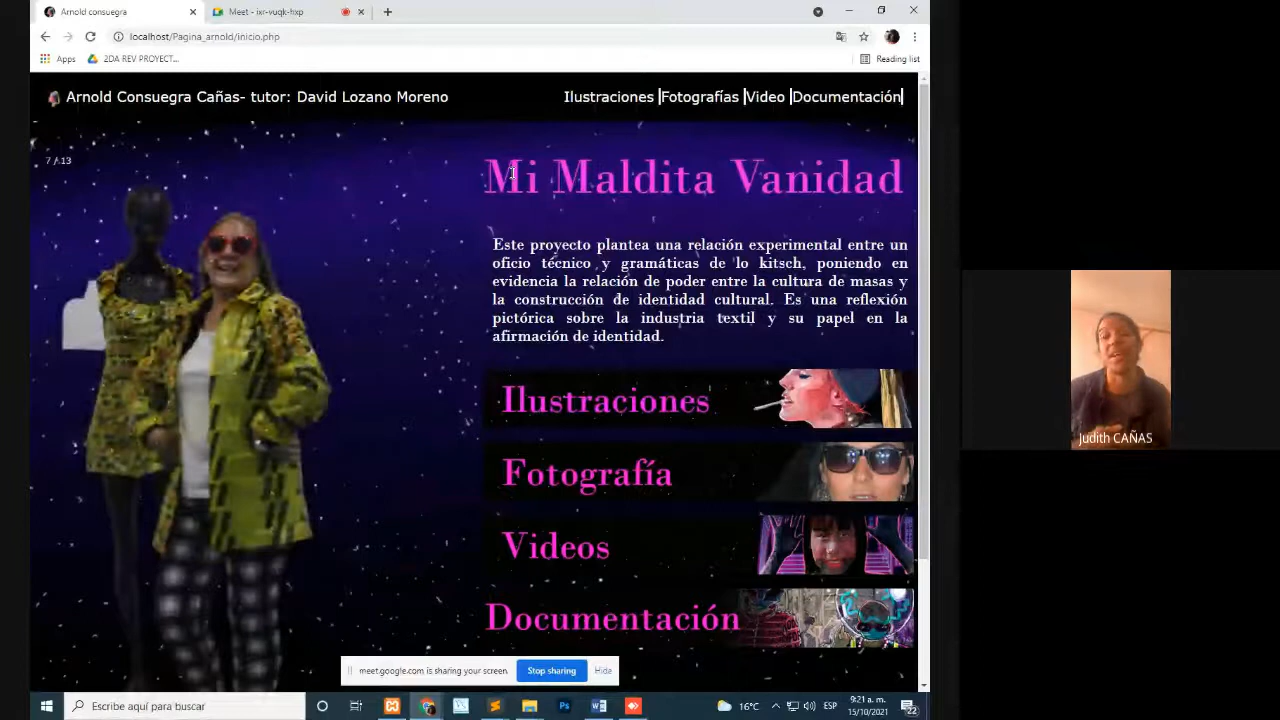 Arnold consuegra
Meet - ixr-vuqk-hxp
localhost/Pagina_arnold/inicio.php
Apps
2DA REV PROYECT...
Reading list
Arnold Consuegra Cañas- tutor: David Lozano Moreno
Ilustraciones
Fotografías
Video
Documentación
7 / 13
Mi Maldita Vanidad
Este proyecto plantea una relación experimental entre un
oficio técnico y gramáticas de lo kitsch, poniendo en
evidencia la relación de poder entre la cultura de masas y
la construcción de identidad cultural. Es una reflexión
pictórica sobre la industria textil y su papel en la
afirmación de identidad.
Ilustraciones
Fotografía
Videos
Documentación
Judith CAÑAS
meet.google.com is sharing your screen.
Stop sharing
Hide
Escribe aquí para buscar
16°C
ESP
9:21 a. m.
15/10/2021
22